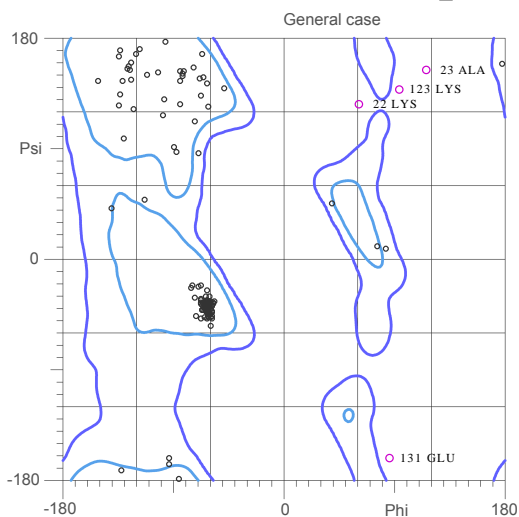 General case
180
23 ALA
123 LYS
22 LYS
Psi
0
131 GLU
-180
-180 0 Phi 180